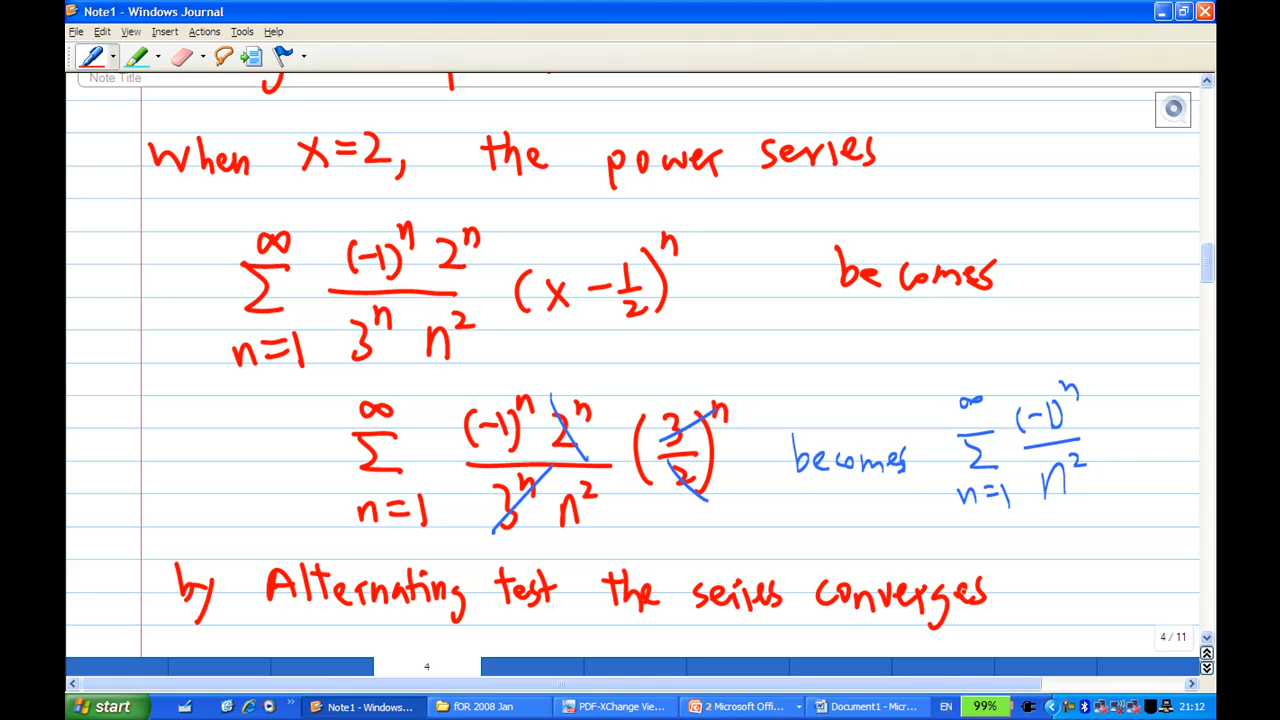 Note1 - Windows Journal
File Edit View Insert Actions Tools Help
Note Title
When x=2, the power series
∞ (-1)^n 2^n
Σ ――――― (x - 1/2)^n becomes
n=1 3^n n^2
∞ (-1)^n 2^n
Σ ――――― (3/2)^n becomes ∞ Σ n=1 (-1)^n / n^2
n=1 3^n n^2
by Alternating test the series converges
4 / 11
4
start Note1 - Windows... fOR 2008 Jan PDF-XChange Vie... 2 Microsoft Offi... Document1 - Micr... EN 99% 21:12